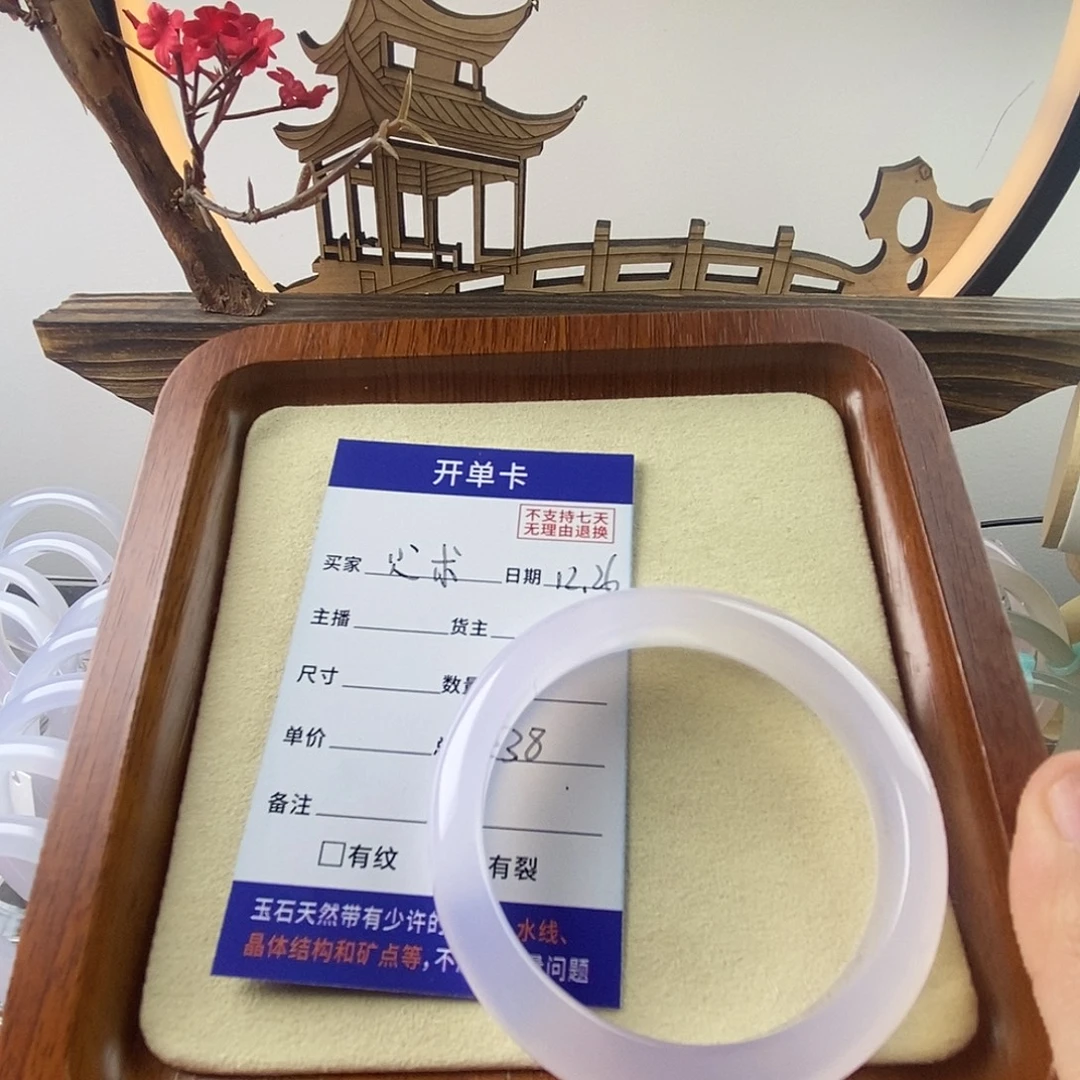 开单卡
不支持七天
无理由退换
买家 日期 12.26
主播 货主
尺寸 数量
单价 38
备注
□有纹 有裂
玉石天然带有少许的 水线、
晶体结构和矿点等,不 问题